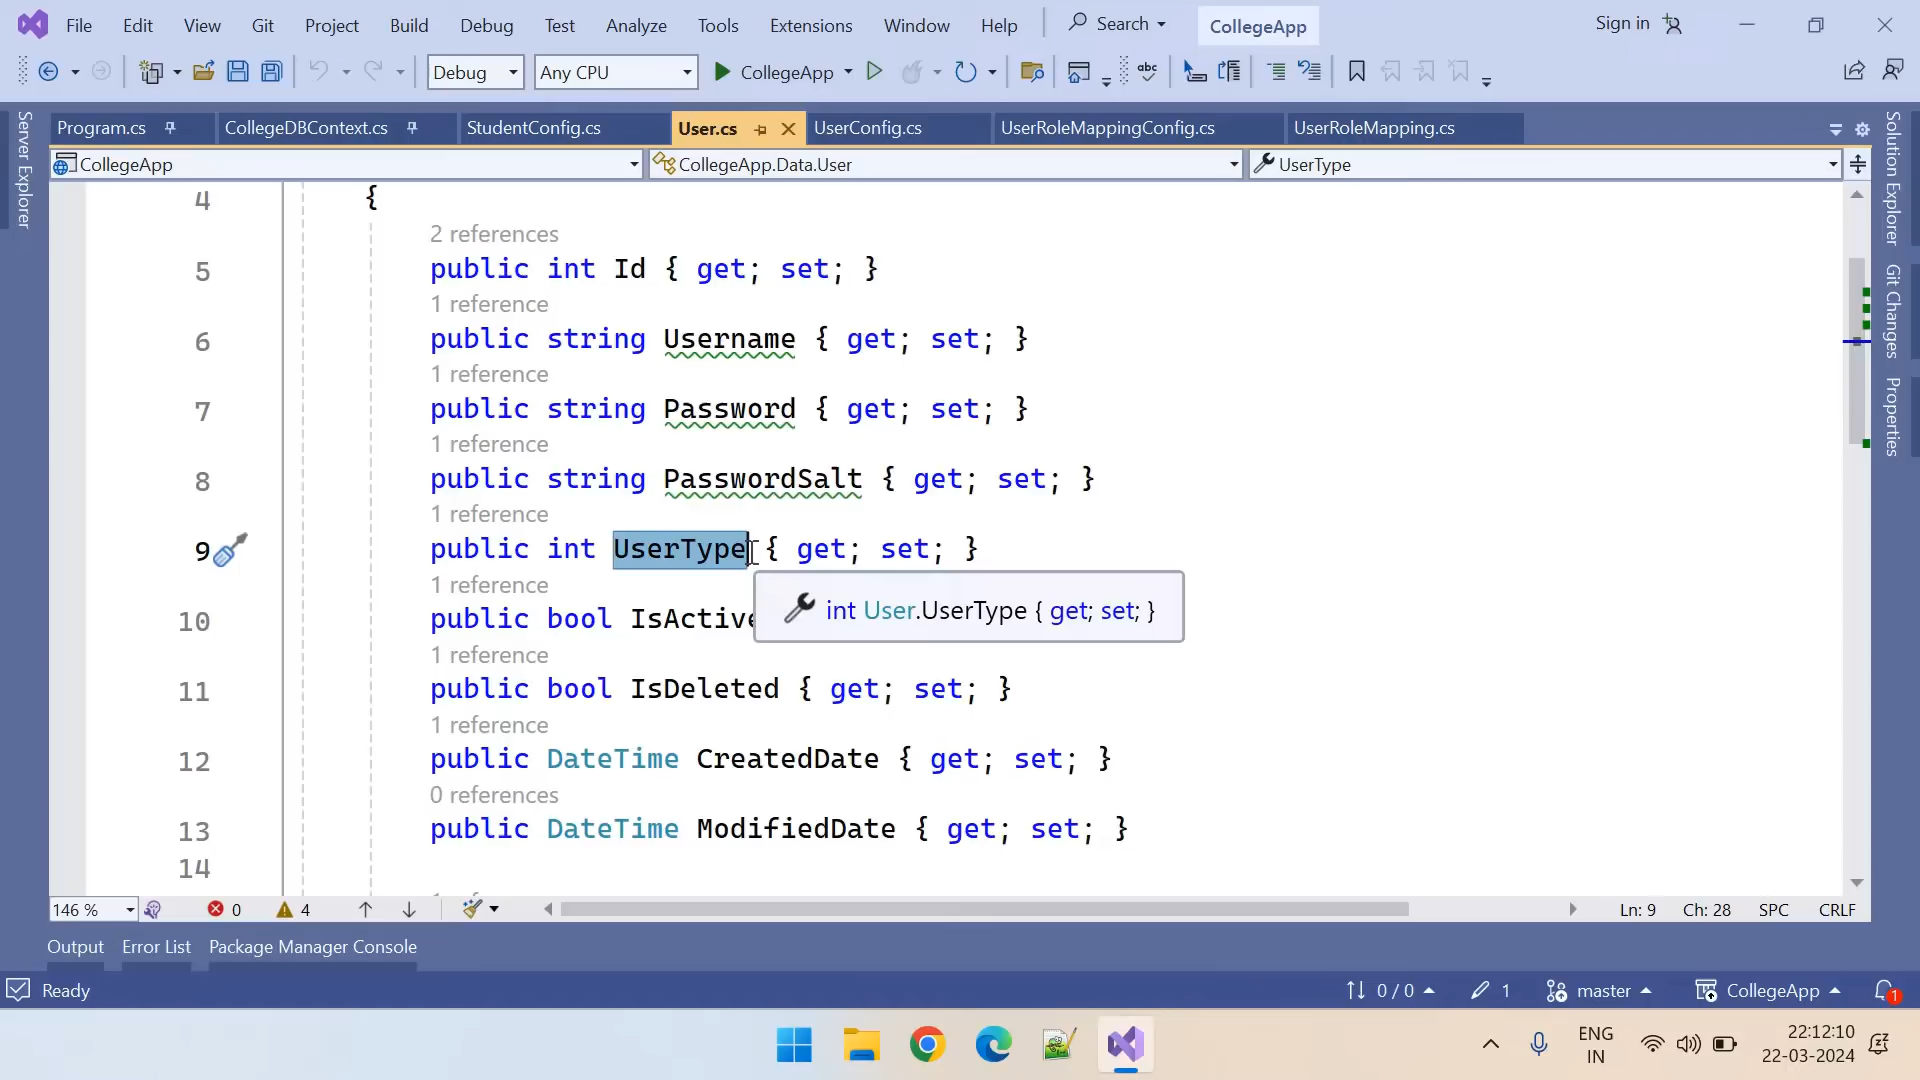 File Edit View Git Project Build Debug Test Analyze Tools Extensions Window Help Search CollegeApp Sign in
Debug Any CPU CollegeApp
Program.cs CollegeDBContext.cs StudentConfig.cs User.cs UserConfig.cs UserRoleMappingConfig.cs UserRoleMapping.cs
CollegeApp CollegeApp.Data.User UserType
Server Explorer
Solution Explorer
Git Changes
Properties
4 {
2 references
5 public int Id { get; set; }
1 reference
6 public string Username { get; set; }
1 reference
7 public string Password { get; set; }
1 reference
8 public string PasswordSalt { get; set; }
1 reference
9 public int UserType { get; set; }
1 reference
int User.UserType { get; set; }
10 public bool IsActive
1 reference
11 public bool IsDeleted { get; set; }
1 reference
12 public DateTime CreatedDate { get; set; }
0 references
13 public DateTime ModifiedDate { get; set; }
14
146 % 0 4 Ln: 9 Ch: 28 SPC CRLF
Output Error List Package Manager Console
Ready 0 / 0 1 master CollegeApp 1
ENG 22:12:10
IN 22-03-2024